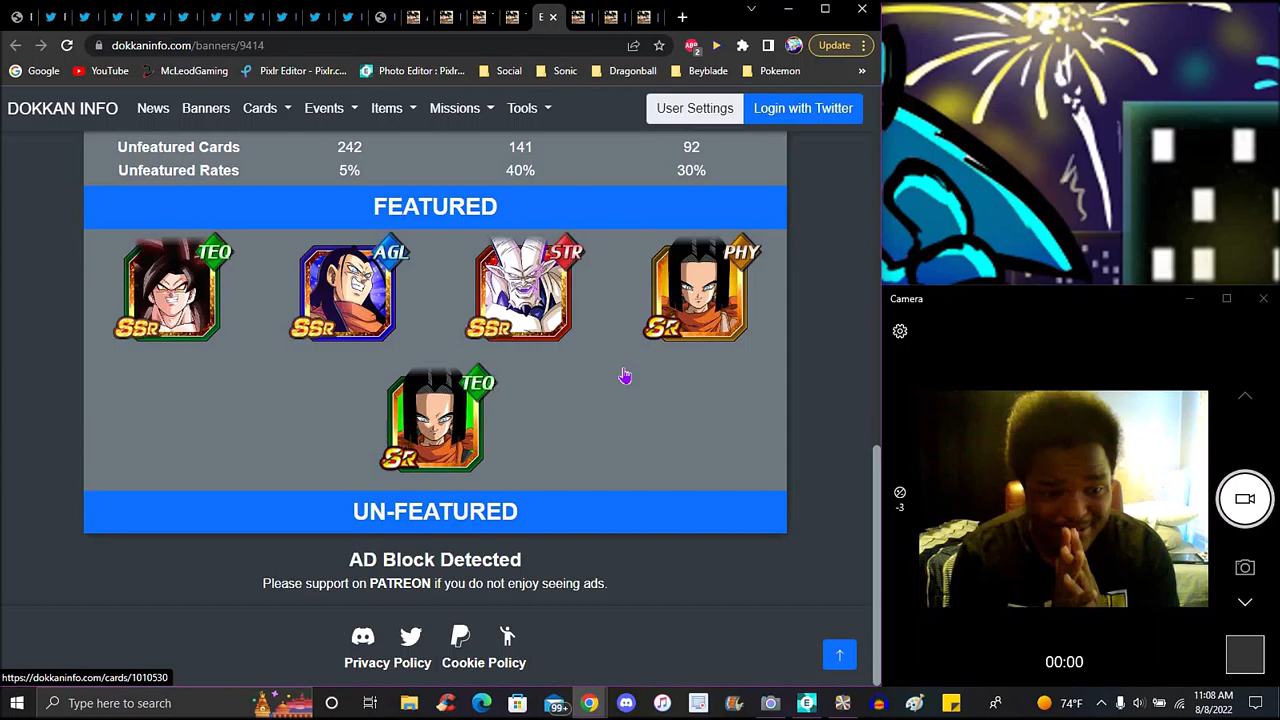 E
Update
dokkaninfo.com/banners/9414
Google
YouTube
McLeodGaming
Pixlr Editor - Pixlr.c...
Photo Editor : Pixlr...
Social
Sonic
Dragonball
Beyblade
Pokemon
»
DOKKAN INFO
News
Banners
Cards
Events
Items
Missions
Tools
User Settings
Login with Twitter
Unfeatured Cards 242 141 92
Unfeatured Rates 5% 40% 30%
FEATURED
TEQ AGL STR PHY
SSR SSR SSR SR
TEQ
SR
UN-FEATURED
AD Block Detected
Please support on PATREON if you do not enjoy seeing ads.
Privacy Policy Cookie Policy
https://dokkaninfo.com/cards/1010530
Camera
-3
00:00
Type here to search
99+
74°F
11:08 AM
8/8/2022